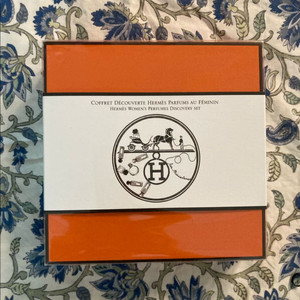 Coffret Découverte Hermès Parfums au Féminin
Hermès Women's Perfumes Discovery Set
H